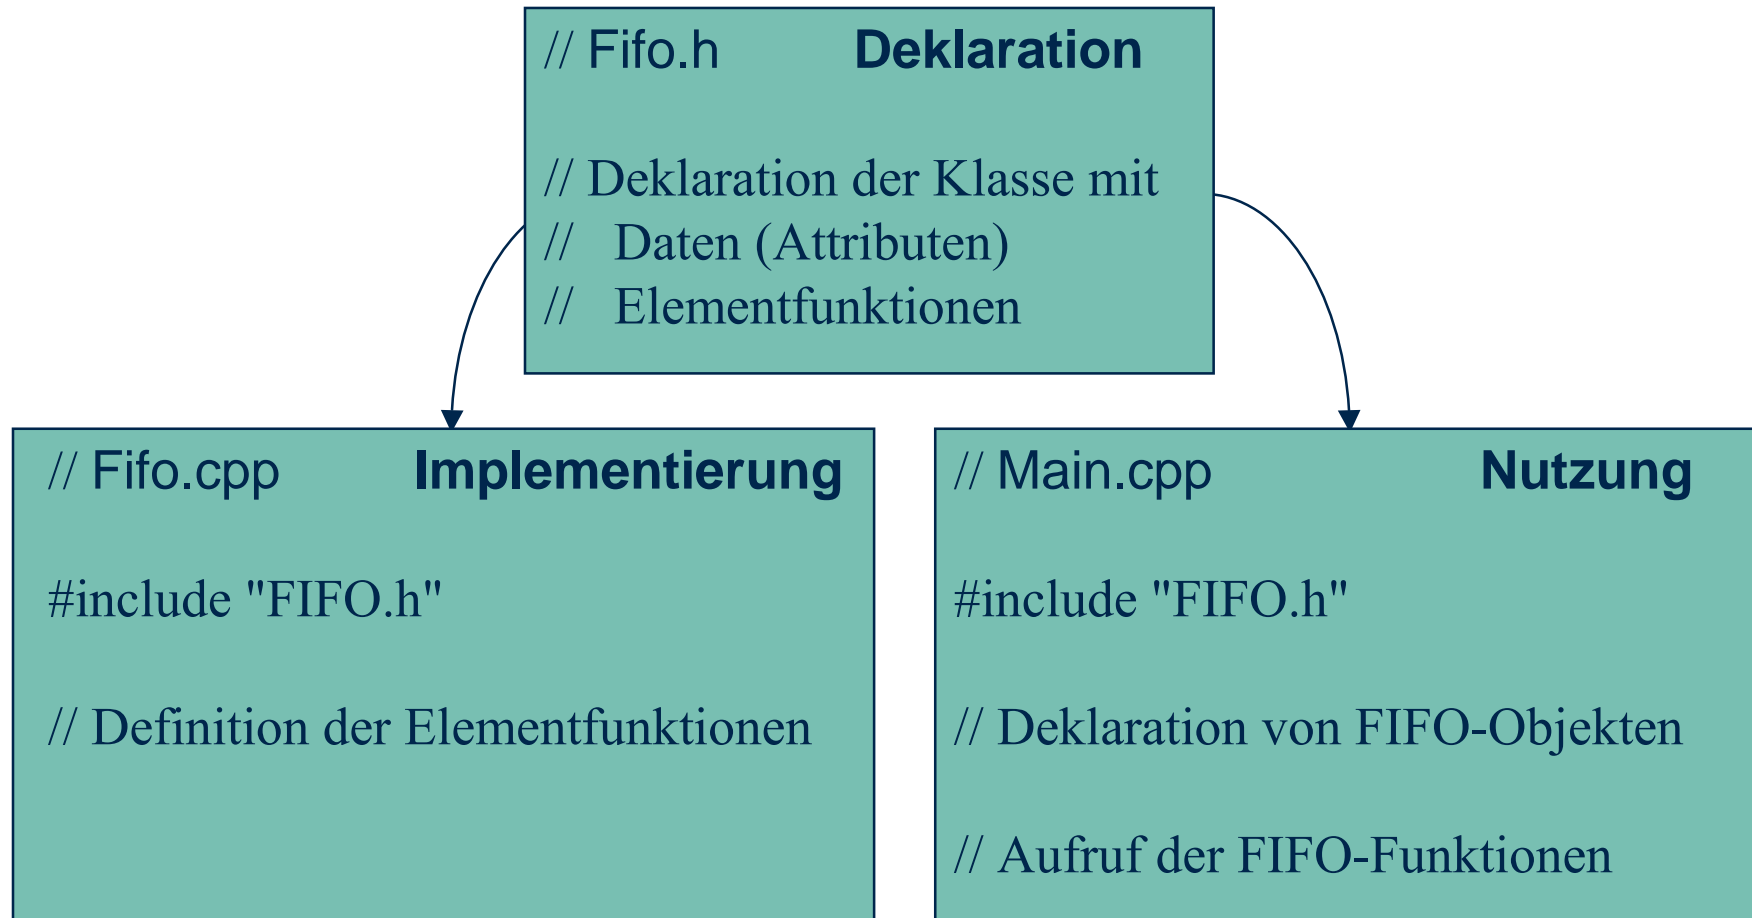 // Fifo.h Deklaration
// Deklaration der Klasse mit
// Daten (Attributen)
// Elementfunktionen
// Fifo.cpp Implementierung
#include "FIFO.h"
// Definition der Elementfunktionen
// Main.cpp Nutzung
#include "FIFO.h"
// Deklaration von FIFO-Objekten
// Aufruf der FIFO-Funktionen